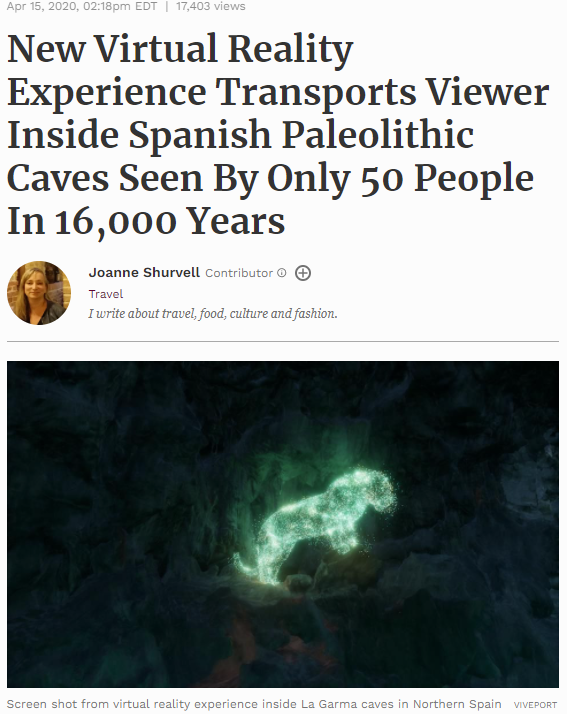 Apr 15, 2020, 02:18pm EDT | 17,403 views
New Virtual Reality
Experience Transports Viewer
Inside Spanish Paleolithic
Caves Seen By Only 50 People
In 16,000 Years
Joanne Shurvell Contributor
Travel
I write about travel, food, culture and fashion.
Screen shot from virtual reality experience inside La Garma caves in Northern Spain VIVEPORT